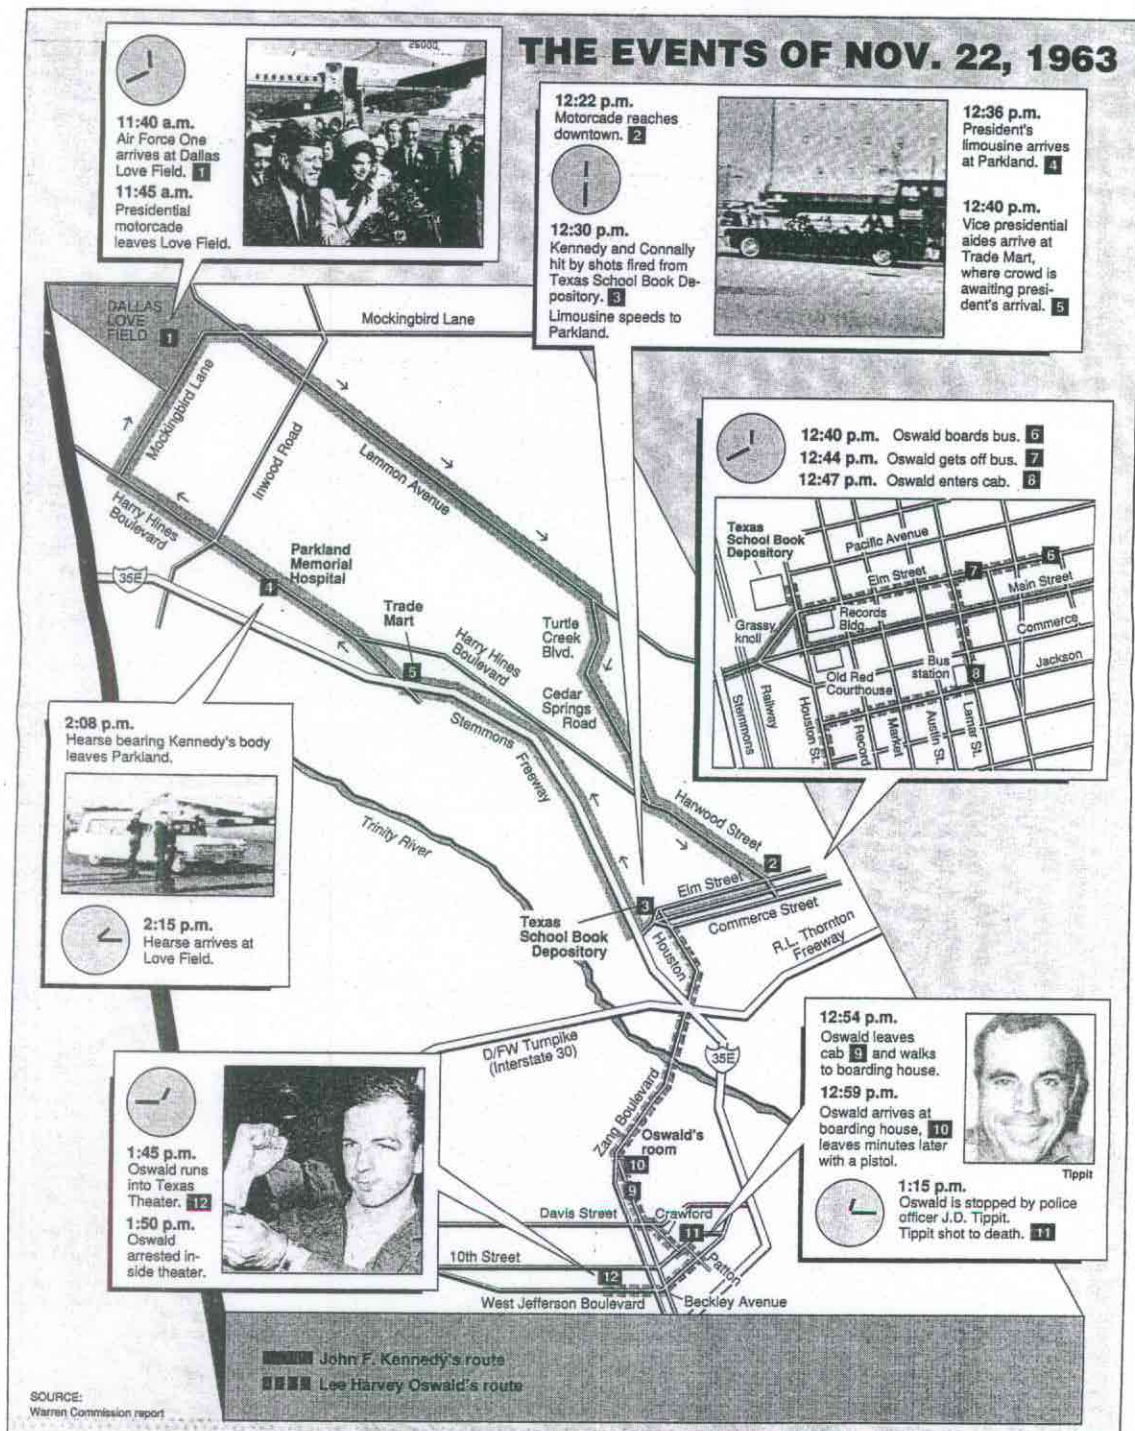 THE EVENTS OF NOV. 22, 1963
11:40 a.m.
Air Force One
arrives at Dallas
Love Field. 1
11:45 a.m.
Presidential
motorcade
leaves Love Field.
26000
12:22 p.m.
Motorcade reaches
downtown. 2
12:30 p.m.
Kennedy and Connally
hit by shots fired from
Texas School Book De-
pository. 3
Limousine speeds to
Parkland.
12:36 p.m.
President's
limousine arrives
at Parkland. 4
12:40 p.m.
Vice presidential
aides arrive at
Trade Mart,
where crowd is
awaiting presi-
dent's arrival. 5
DALLAS
LOVE
FIELD 1
Mockingbird Lane
Mockingbird Lane
Inwood Road
Lemmon Avenue
Harry Hines
Boulevard
35E
Parkland
Memorial
Hospital
4
Trade
Mart
5
Harry Hines
Boulevard
Turtle
Creek
Blvd.
Cedar
Springs
Road
Stemmons
Freeway
Trinity River
Harwood Street
2
Elm Street
3
Commerce Street
Texas
School Book
Depository
Houston
R.L. Thornton
Freeway
12:40 p.m. Oswald boards bus. 6
12:44 p.m. Oswald gets off bus. 7
12:47 p.m. Oswald enters cab. 8
Texas
School Book
Depository
Pacific Avenue
Elm Street
7
6
Main Street
Grassy
knoll
Records
Bldg.
Commerce
Old Red
Courthouse
Bus
station
8
Jackson
Stemmons
Railway
Houston St.
Record
Market
Austin St.
Lamar St.
2:08 p.m.
Hearse bearing Kennedy's body
leaves Parkland.
2:15 p.m.
Hearse arrives at
Love Field.
D/FW Turnpike
(Interstate 30)
35E
Zang Boulevard
Oswald's
room
10
9
Davis Street
Crawford
11
10th Street
Patton
12
West Jefferson Boulevard
Beckley Avenue
12:54 p.m.
Oswald leaves
cab 9 and walks
to boarding house.
12:59 p.m.
Oswald arrives at
boarding house, 10
leaves minutes later
with a pistol.
Tippit
1:15 p.m.
Oswald is stopped by police
officer J.D. Tippit.
Tippit shot to death. 11
1:45 p.m.
Oswald runs
into Texas
Theater. 12
1:50 p.m.
Oswald
arrested in-
side theater.
John F. Kennedy's route
Lee Harvey Oswald's route
SOURCE:
Warren Commission report